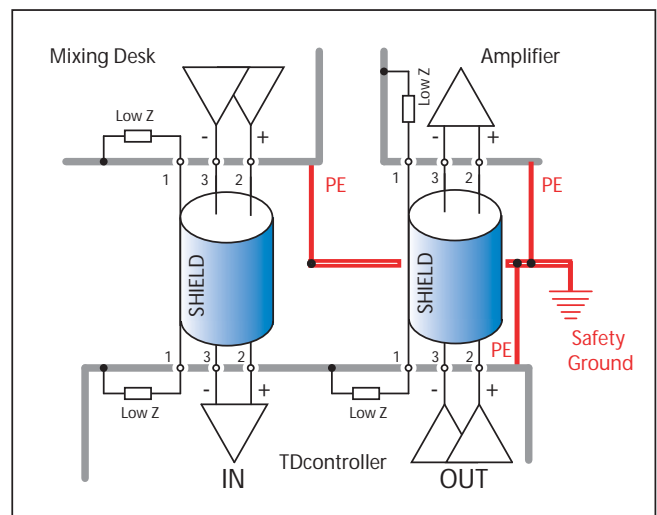 Mixing Desk
Amplifier
Low Z
Low Z
- +
- +
1 3 2
1 3 2
PE
PE
SHIELD
SHIELD
Safety
Ground
PE
1 3 2
1 3 2
- +
- +
Low Z
Low Z
TDcontroller
IN
OUT